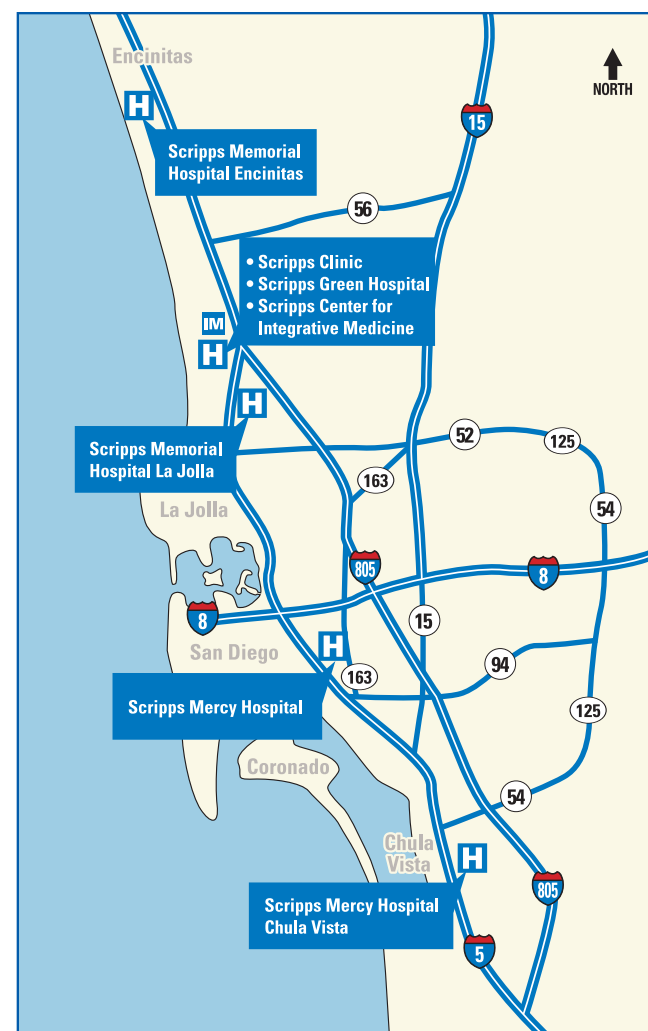 Encinitas
NORTH
H
15
Scripps Memorial
Hospital Encinitas
56
• Scripps Clinic
• Scripps Green Hospital
• Scripps Center for
Integrative Medicine
IM
H
H
52
125
Scripps Memorial
Hospital La Jolla
163
54
La Jolla
805
8
8
15
San Diego
H
94
163
Scripps Mercy Hospital
125
Coronado
54
Chula
Vista
H
805
Scripps Mercy Hospital
Chula Vista
5